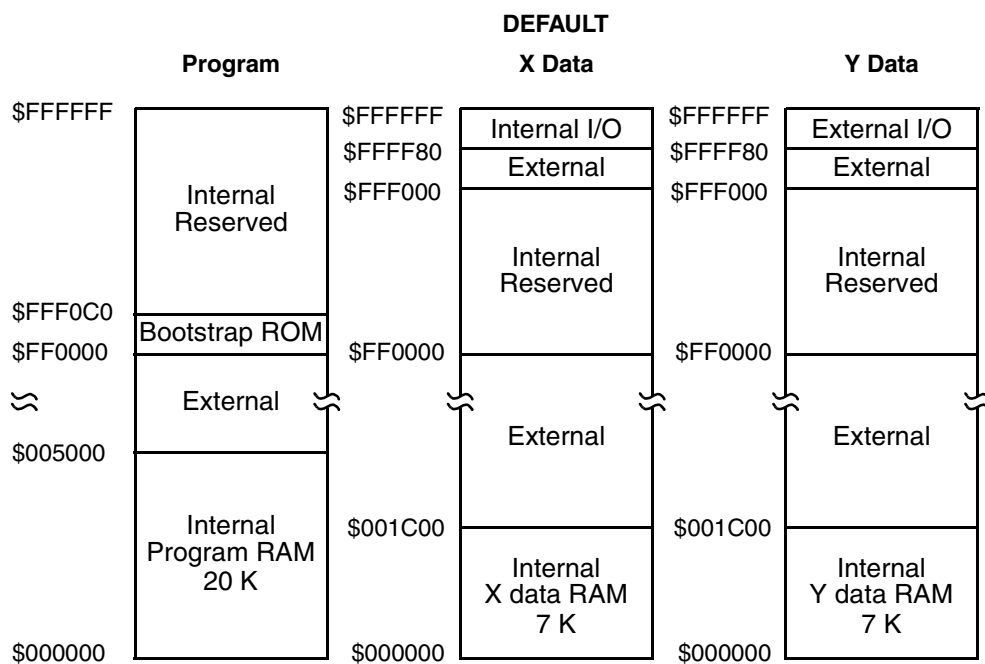 DEFAULT
Program
X Data
Y Data
$FFFFFF
Internal
Reserved
$FFF0C0
Bootstrap ROM
$FF0000
External
$005000
Internal
Program RAM
20 K
$000000
$FFFFFF
Internal I/O
$FFFF80
External
$FFF000
Internal
Reserved
$FF0000
External
$001C00
Internal
X data RAM
7 K
$000000
$FFFFFF
External I/O
$FFFF80
External
$FFF000
Internal
Reserved
$FF0000
External
$001C00
Internal
Y data RAM
7 K
$000000